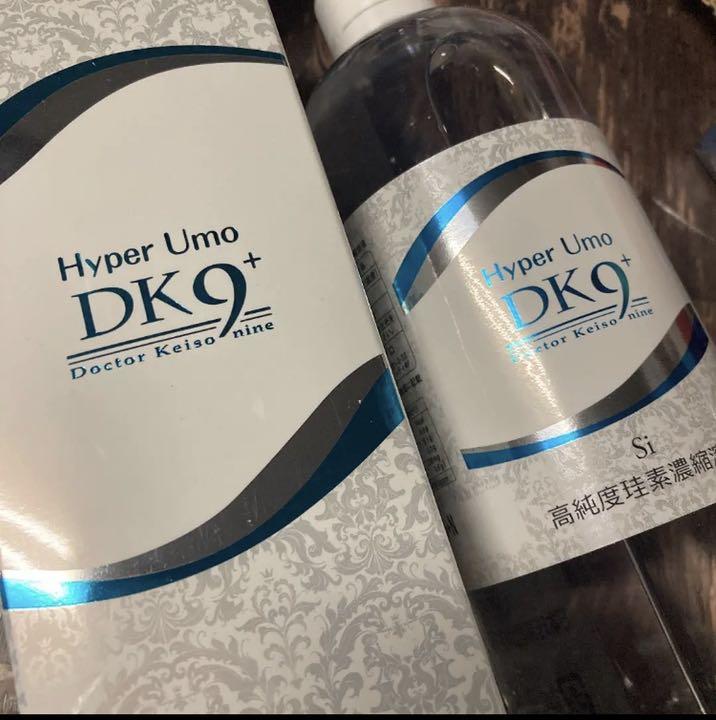 Hyper Umo
DK9+
Doctor Keiso nine
Hyper Umo
DK9+
Doctor Keiso nine
Si
高純度珪素濃縮